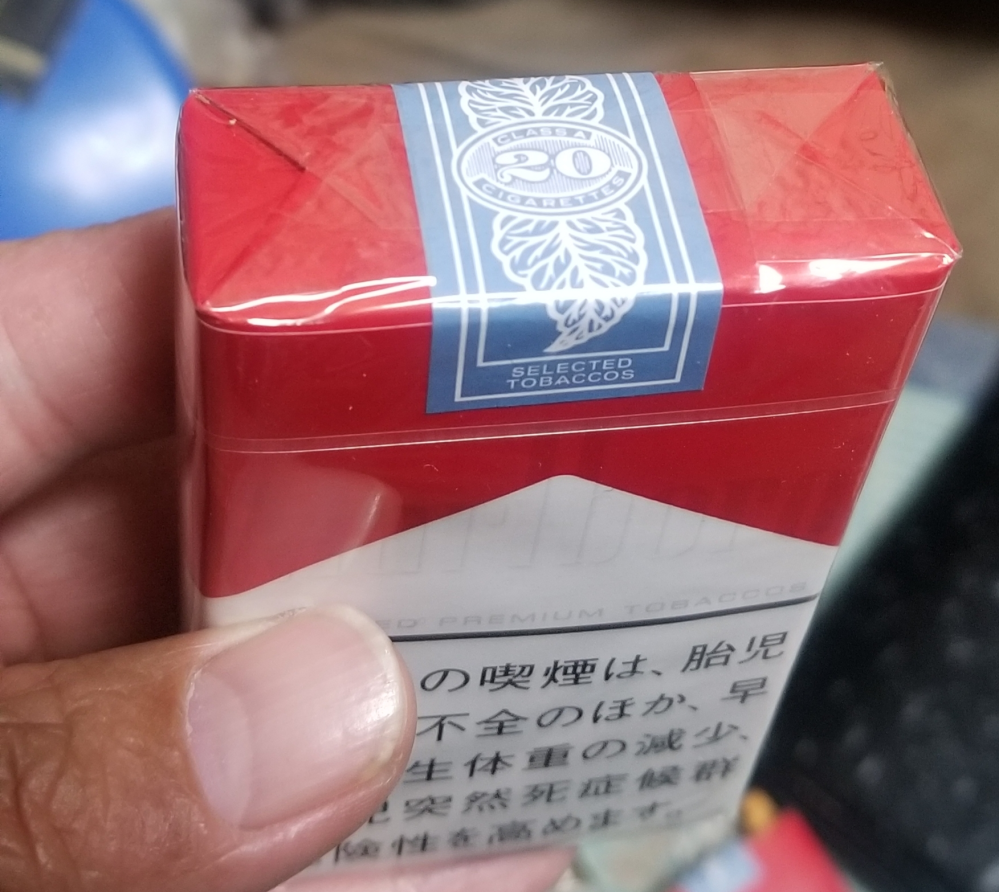 CLASS A
20
CIGARETTES
SELECTED
TOBACCOS
PREMIUM TOBACCOS
の喫煙は、胎児
不全のほか、早
生体重の減少、
突然死症候群
険性を高めます。